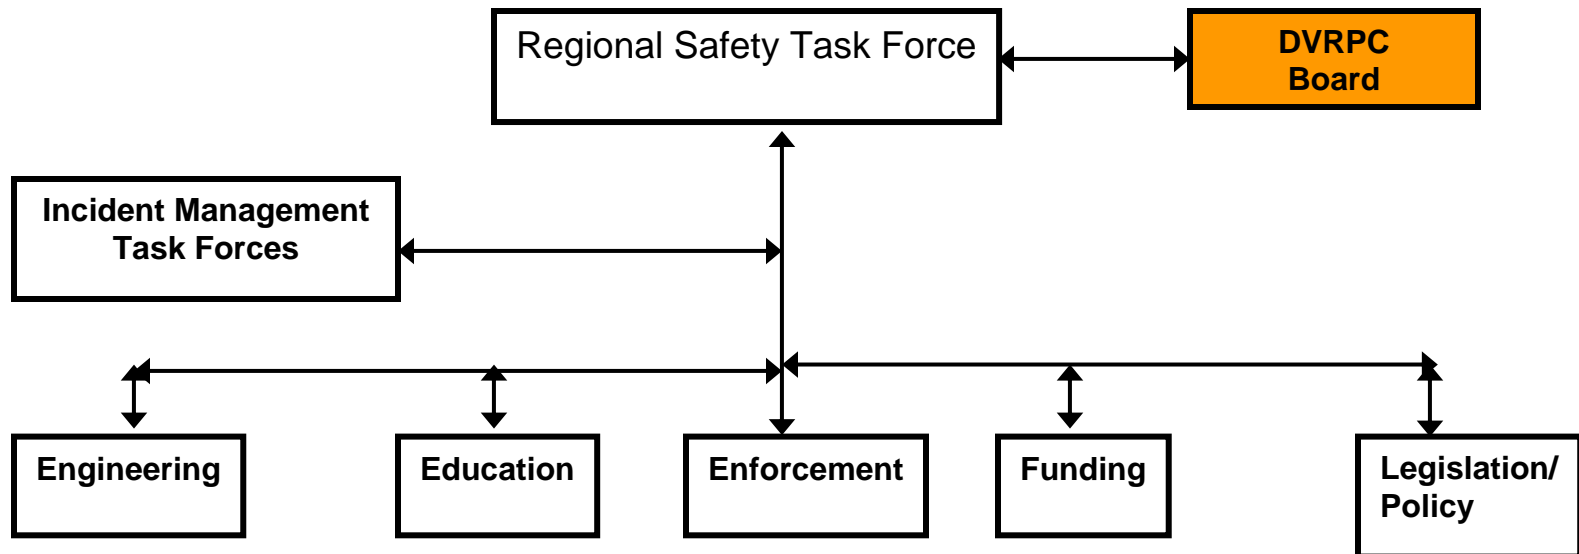 Regional Safety Task Force
DVRPC
Board
Incident Management
Task Forces
Engineering
Education
Enforcement
Funding
Legislation/
Policy